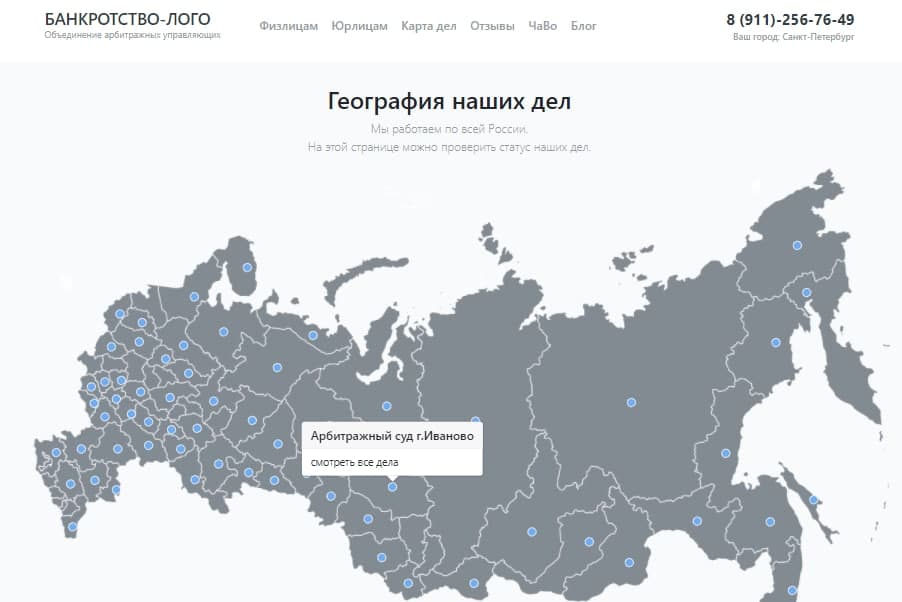 БАНКРОТСТВО-ЛОГО
Объединение арбитражных управляющих
Физлицам Юрлицам Карта дел Отзывы ЧаВо Блог
8 (911)-256-76-49
Ваш город: Санкт-Петербург
География наших дел
Мы работаем по всей России.
На этой странице можно проверить статус наших дел.
Арбитражный суд г.Иваново
смотреть все дела